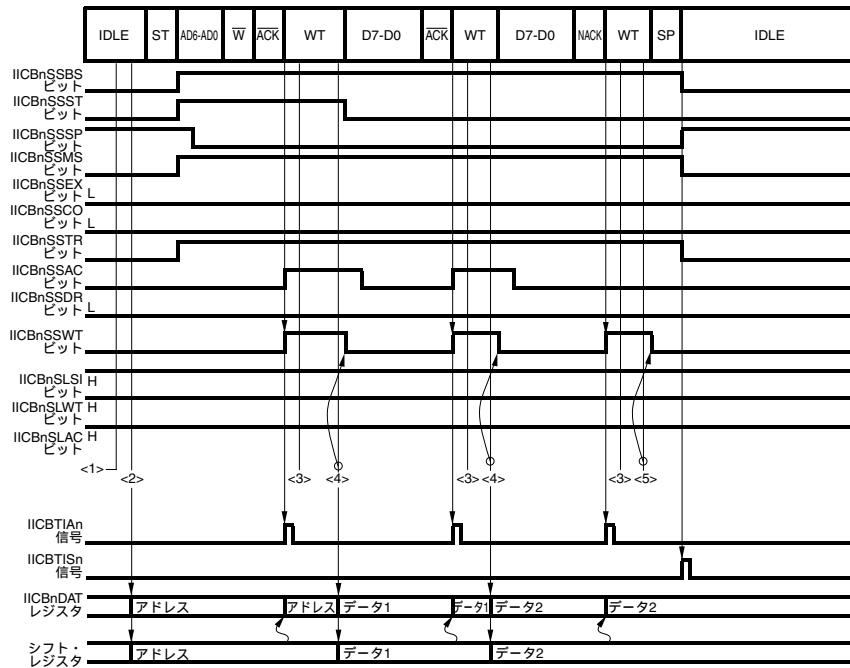 IDLE ST AD6-AD0 W ACK WT D7-D0 ACK WT D7-D0 NACK WT SP IDLE
IICBnSSBS
ビット
IICBnSSST
ビット
IICBnSSSP
ビット
IICBnSSMS
ビット
IICBnSSEX
ビット L
IICBnSSCO
ビット L
IICBnSSTR
ビット
IICBnSSAC
ビット
IICBnSSDR
ビット L
IICBnSSWT
ビット
IICBnSLSI H
ビット
IICBnSLWT H
ビット
IICBnSLAC H
ビット
<1>
<2> <3> <4> <3> <4> <3> <5>
IICBTIAn
信号
IICBTISn
信号
IICBnDAT
レジスタ アドレス アドレス データ1 データ1 データ2 データ2
シフト・
レジスタ アドレス データ1 データ2